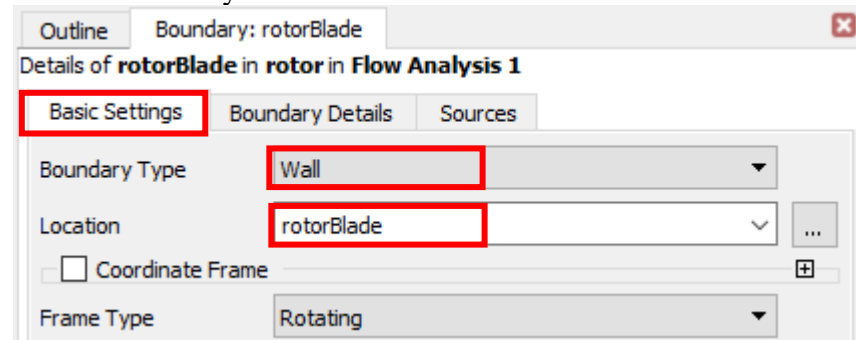 Outline Boundary: rotorBlade
Details of rotorBlade in rotor in Flow Analysis 1
Basic Settings Boundary Details Sources
Boundary Type Wall
Location rotorBlade ...
Coordinate Frame
Frame Type Rotating